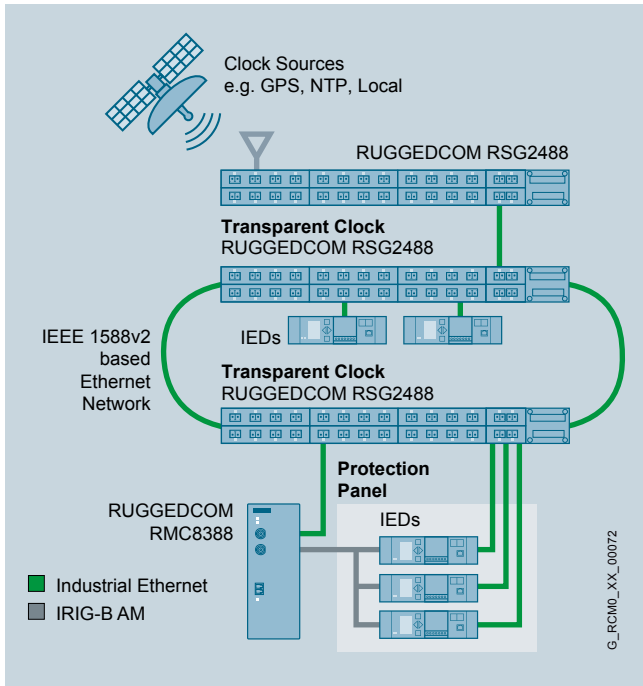 Clock Sources
e.g. GPS, NTP, Local
RUGGEDCOM RSG2488
Transparent Clock
RUGGEDCOM RSG2488
IEDs
IEEE 1588v2
based
Ethernet
Network
Transparent Clock
RUGGEDCOM RSG2488
Protection
Panel
RUGGEDCOM
RMC8388
IEDs
Industrial Ethernet
IRIG-B AM
G_RCM0_XX_00072